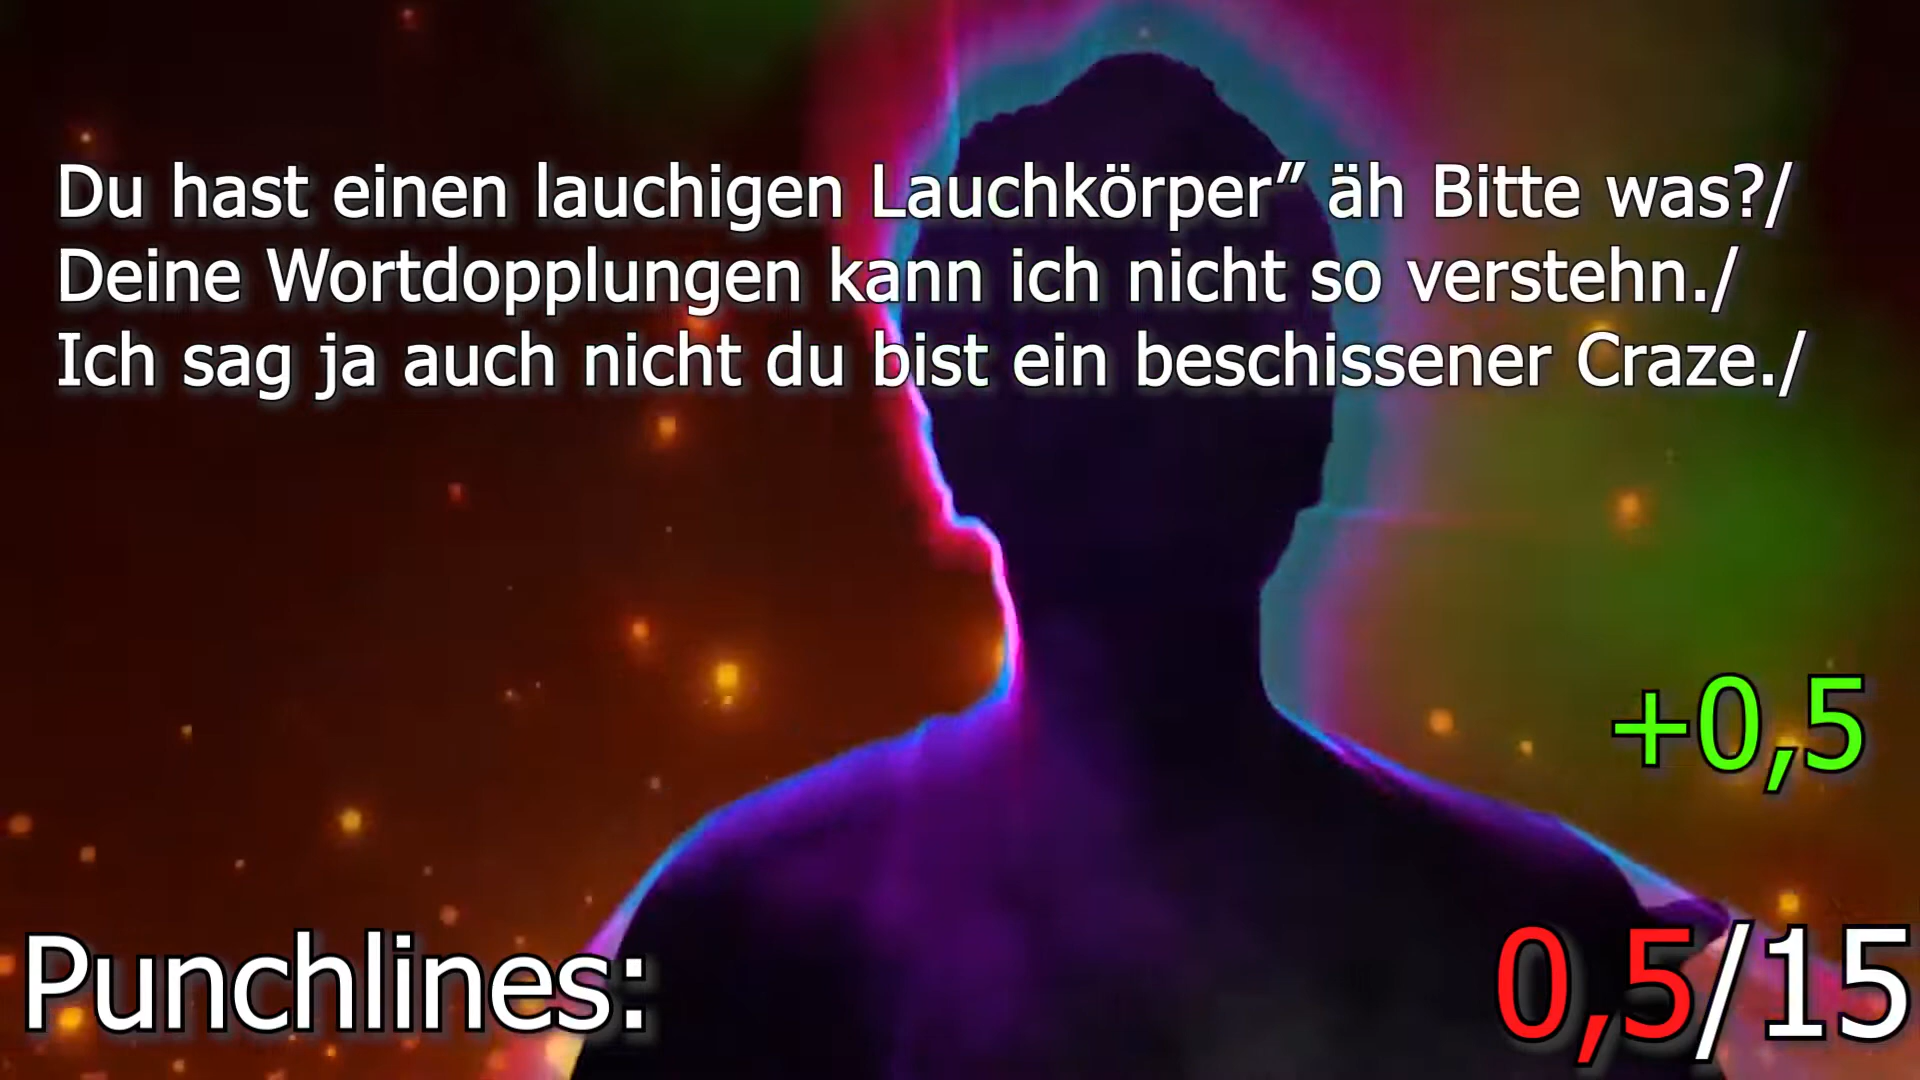 Du hast einen lauchigen Lauchkörper” äh Bitte was?/
Deine Wortdopplungen kann ich nicht so verstehn./
Ich sag ja auch nicht du bist ein beschissener Craze./
+0,5
Punchlines: 0,5/15